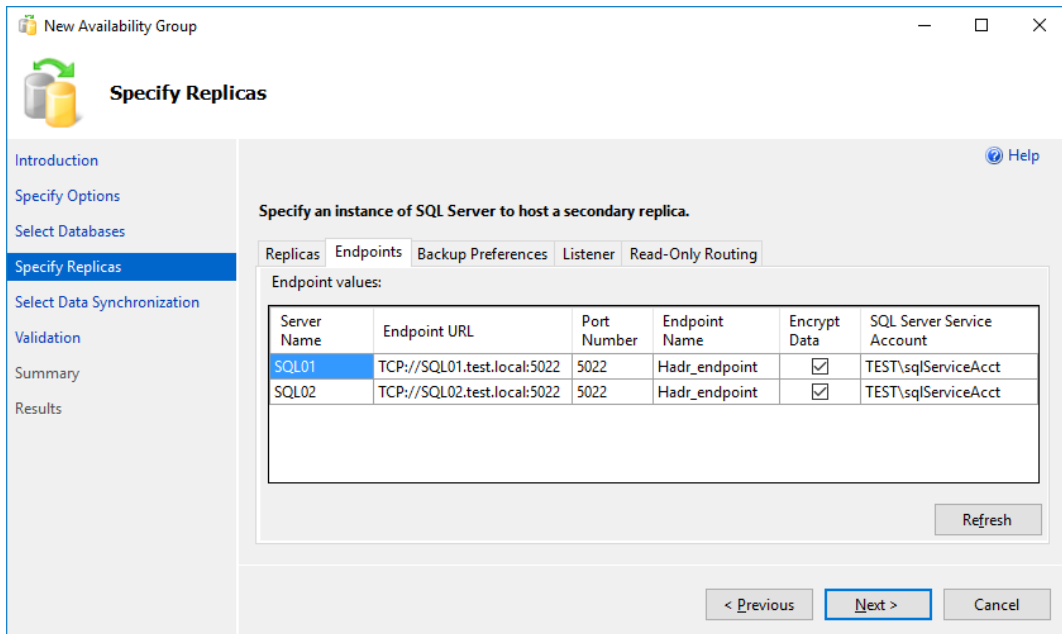 New Availability Group
Specify Replicas
Introduction
Specify Options
Select Databases
Specify Replicas
Select Data Synchronization
Validation
Summary
Results
Help
Specify an instance of SQL Server to host a secondary replica.
Replicas Endpoints Backup Preferences Listener Read-Only Routing
Endpoint values:
Server Name Endpoint URL Port Number Endpoint Name Encrypt Data SQL Server Service Account
SQL01 TCP://SQL01.test.local:5022 5022 Hadr_endpoint TEST\sqlServiceAcct
SQL02 TCP://SQL02.test.local:5022 5022 Hadr_endpoint TEST\sqlServiceAcct
Refresh
< Previous Next > Cancel